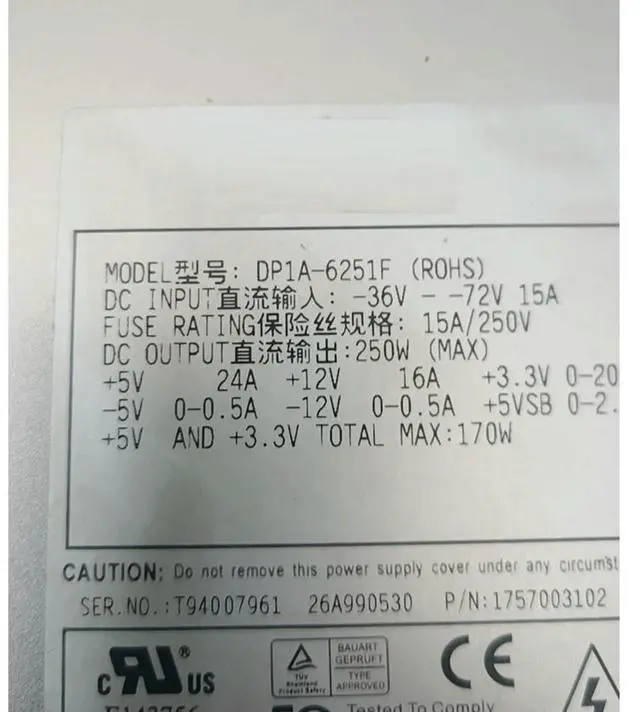 MODEL型号: DP1A-6251F (ROHS)
DC INPUT直流输入: -36V - -72V 15A
FUSE RATING保险丝规格: 15A/250V
DC OUTPUT直流输出:250W (MAX)
+5V 24A +12V 16A +3.3V 0-20
-5V 0-0.5A -12V 0-0.5A +5VSB 0-2.
+5V AND +3.3V TOTAL MAX:170W
CAUTION: Do not remove this power supply cover under any circumst
SER.NO.:T94007961 26A990530 P/N:1757003102
c RU ® US
TÜV Rheinland Product Safety
BAUART GEPRUFT
TYPE APPROVED
CE
Tested To Comply